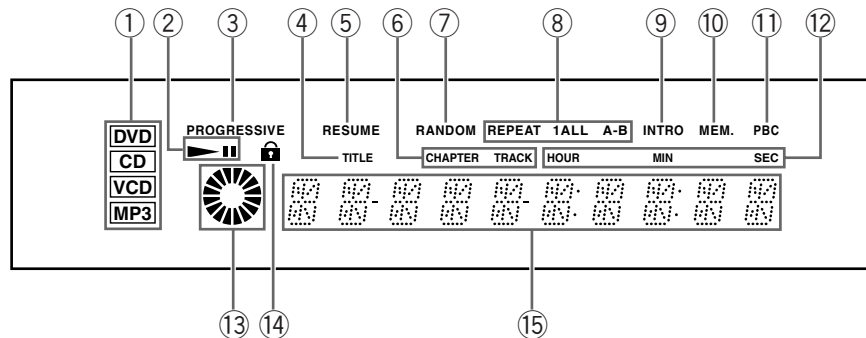 ① ② ③ ④ ⑤ ⑥ ⑦ ⑧ ⑨ ⑩ ⑪ ⑫
DVD PROGRESSIVE RESUME RANDOM REPEAT 1ALL A-B INTRO MEM. PBC
CD TITLE CHAPTER TRACK HOUR MIN SEC
VCD
MP3
⑬ ⑭ ⑮